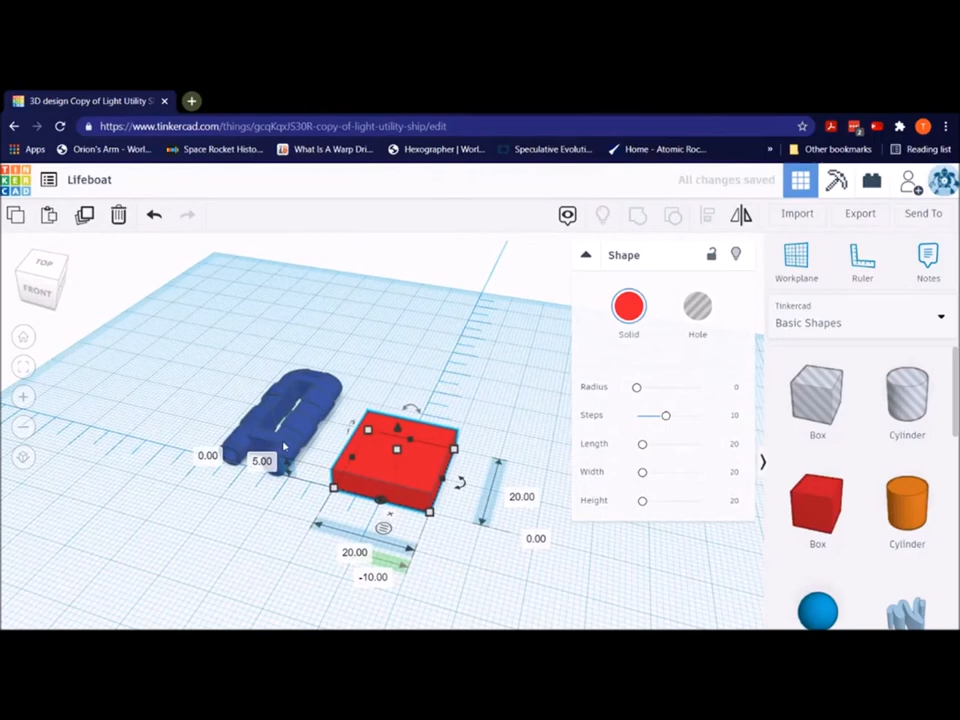 3D design Copy of Light Utility S
https://www.tinkercad.com/things/gcqKqxJS30R-copy-of-light-utility-ship/edit
Apps Orion's Arm - Worl... Space Rocket Histo... What Is A Warp Dri... Hexographer | Worl... Speculative Evoluti... Home - Atomic Roc... » Other bookmarks Reading list
TIN
KER
CAD
Lifeboat
All changes saved
Import Export Send To
TOP
FRONT
Shape
Solid Hole
Radius 0
Steps 10
Length 20
Width 20
Height 20
Workplane Ruler Notes
Tinkercad
Basic Shapes
Box Cylinder
Box Cylinder
0.00 5.00
20.00
0.00
20.00
-10.00